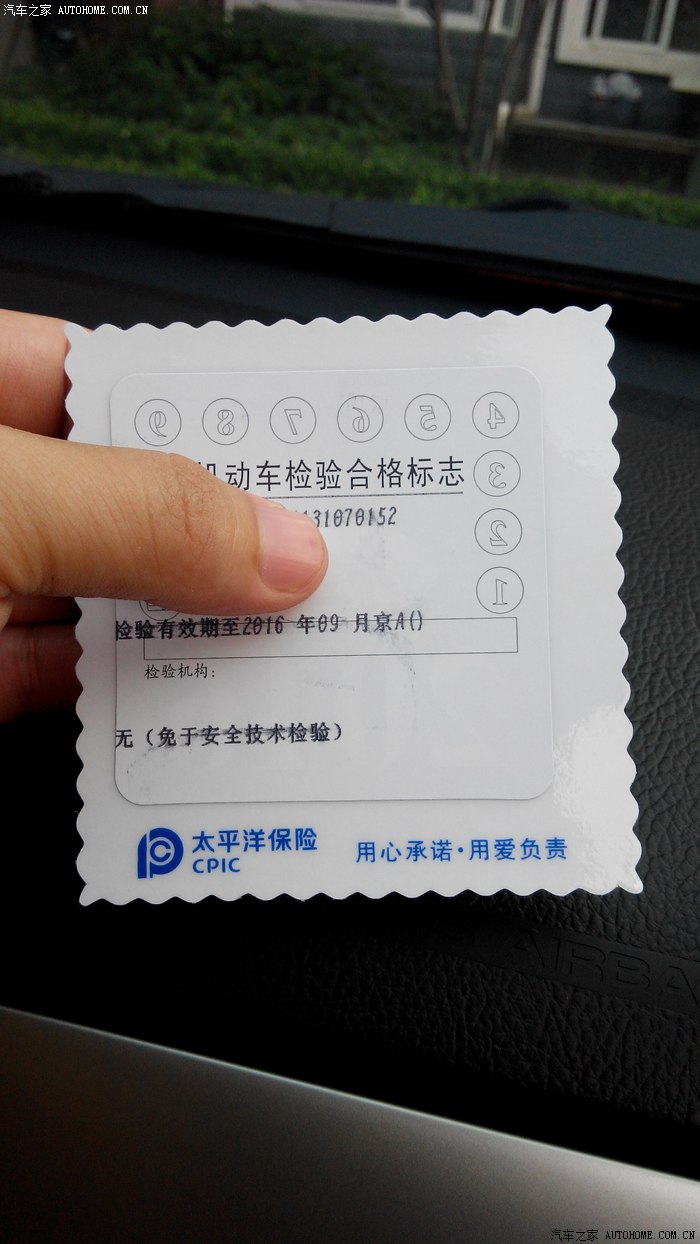 汽车之家 AUTOHOME.COM.CN
9 8 7 6 5 4
机动车检验合格标志
3
131070152
2
1
检验有效期至2016 年09 月京A()
检验机构:
无(免于安全技术检验)
太平洋保险
CPIC
用心承诺·用爱负责
AIRBA
汽车之家 AUTOHOME.COM.CN